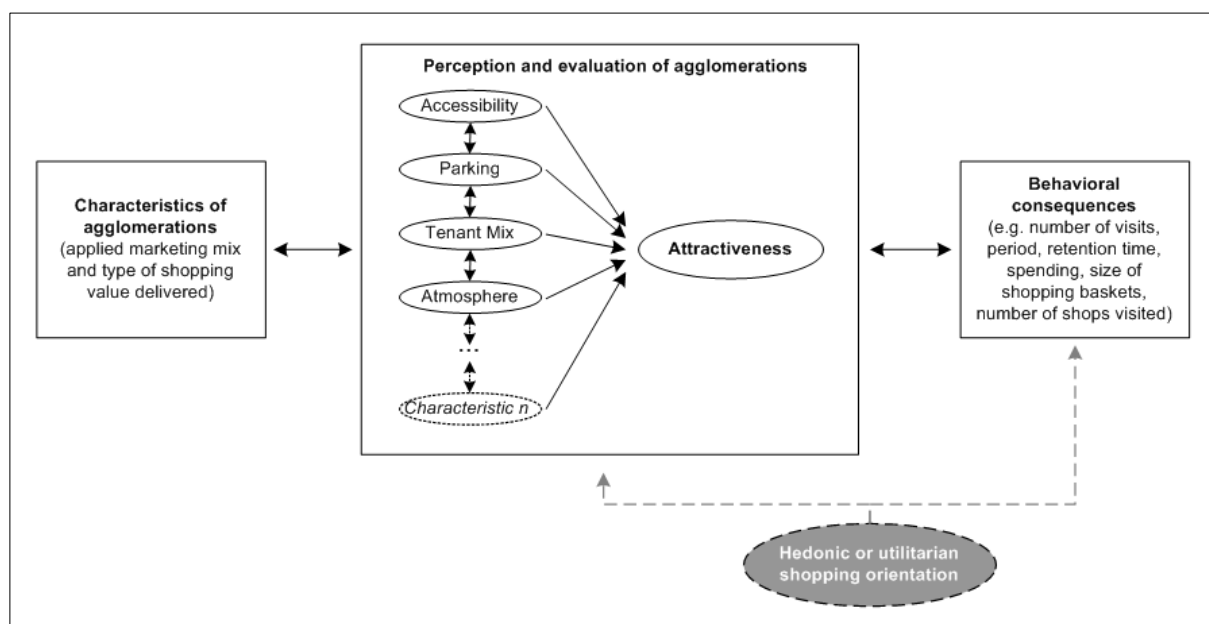 Perception and evaluation of agglomerations
Accessibility
Parking
Tenant Mix
Atmosphere
...
Characteristic n
Attractiveness
Characteristics of
agglomerations
(applied marketing mix
and type of shopping
value delivered)
Behavioral
consequences
(e.g. number of visits,
period, retention time,
spending, size of
shopping baskets,
number of shops visited)
Hedonic or utilitarian
shopping orientation